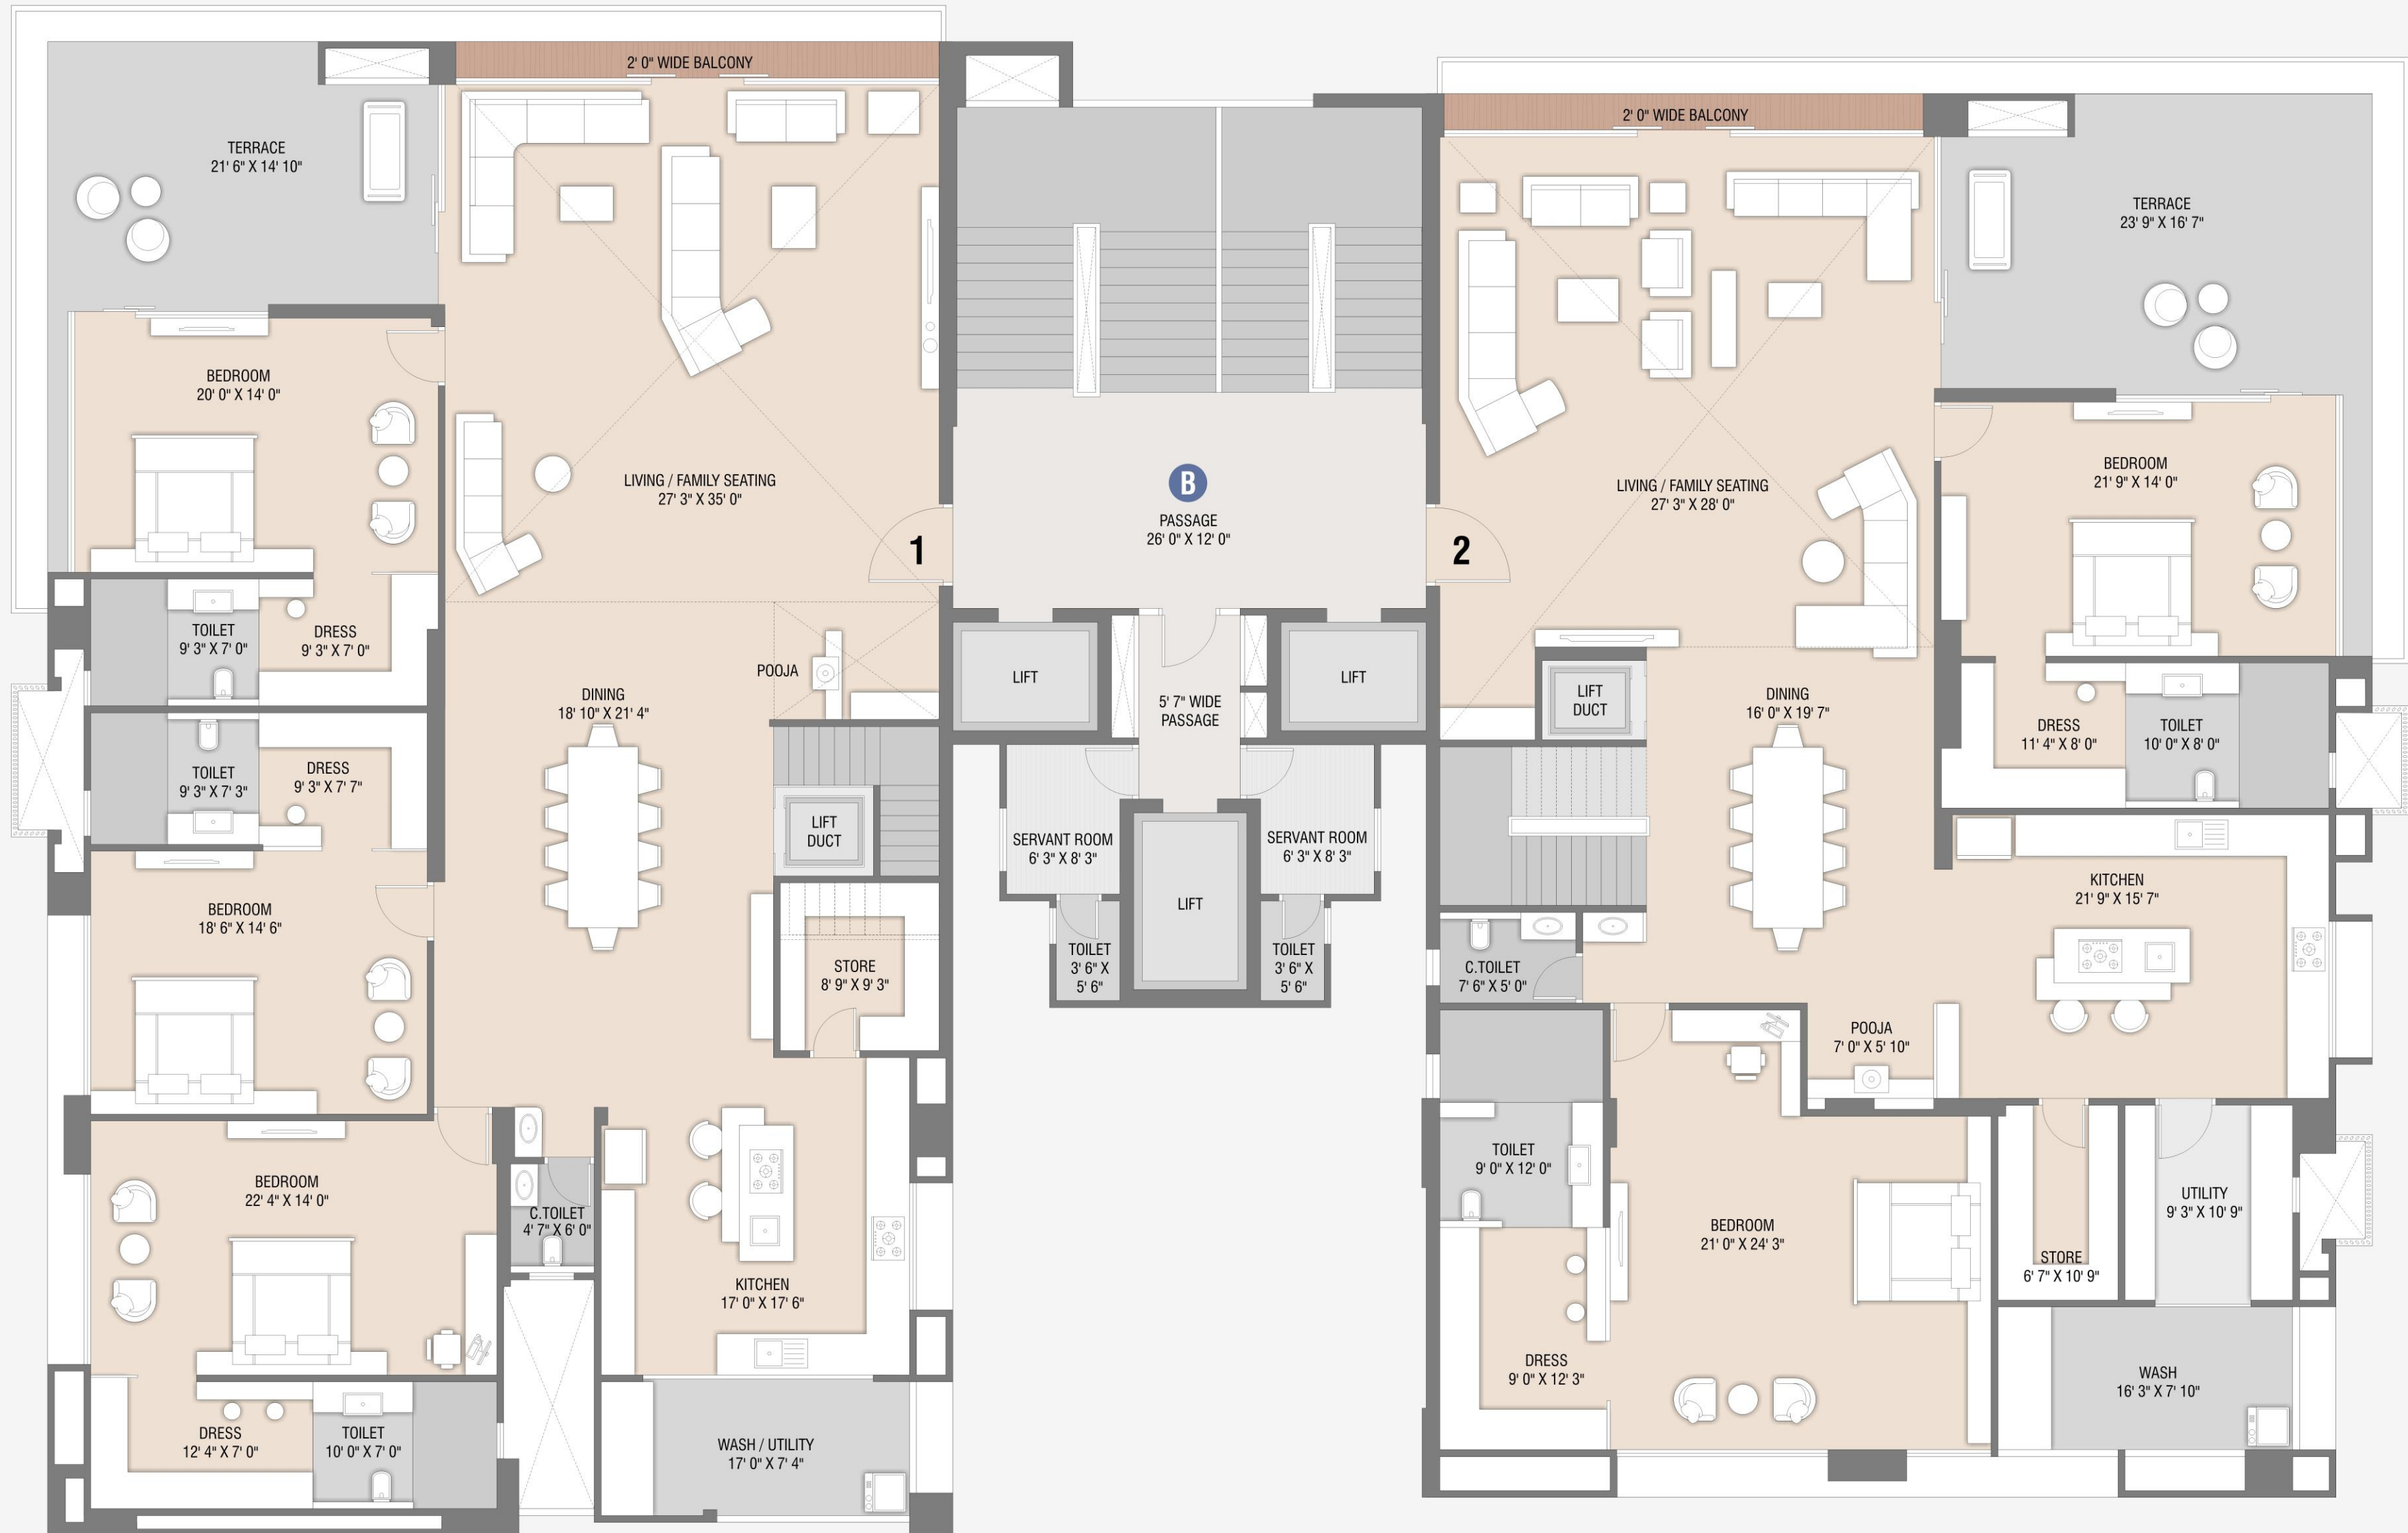 2' 0" WIDE BALCONY
TERRACE
21' 6" X 14' 10"
BEDROOM
20' 0" X 14' 0"
LIVING / FAMILY SEATING
27' 3" X 35' 0"
1
TOILET
9' 3" X 7' 0"
DRESS
9' 3" X 7' 0"
POOJA
DINING
18' 10" X 21' 4"
TOILET
9' 3" X 7' 3"
DRESS
9' 3" X 7' 7"
LIFT
DUCT
BEDROOM
18' 6" X 14' 6"
STORE
8' 9" X 9' 3"
BEDROOM
22' 4" X 14' 0"
C.TOILET
4' 7" X 6' 0"
KITCHEN
17' 0" X 17' 6"
DRESS
12' 4" X 7' 0"
TOILET
10' 0" X 7' 0"
WASH / UTILITY
17' 0" X 7' 4"
B
PASSAGE
26' 0" X 12' 0"
LIFT
LIFT
5' 7" WIDE
PASSAGE
SERVANT ROOM
6' 3" X 8' 3"
SERVANT ROOM
6' 3" X 8' 3"
LIFT
TOILET
3' 6" X
5' 6"
TOILET
3' 6" X
5' 6"
2' 0" WIDE BALCONY
TERRACE
23' 9" X 16' 7"
LIVING / FAMILY SEATING
27' 3" X 28' 0"
2
BEDROOM
21' 9" X 14' 0"
LIFT
DUCT
DINING
16' 0" X 19' 7"
DRESS
11' 4" X 8' 0"
TOILET
10' 0" X 8' 0"
KITCHEN
21' 9" X 15' 7"
C.TOILET
7' 6" X 5' 0"
POOJA
7' 0" X 5' 10"
TOILET
9' 0" X 12' 0"
BEDROOM
21' 0" X 24' 3"
STORE
6' 7" X 10' 9"
UTILITY
9' 3" X 10' 9"
DRESS
9' 0" X 12' 3"
WASH
16' 3" X 7' 10"